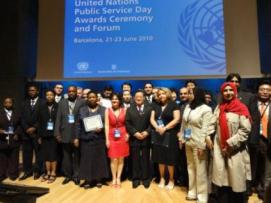 United Nations
Public Service Day
Awards Ceremony
and Forum
Barcelona, 21-23 June 2010